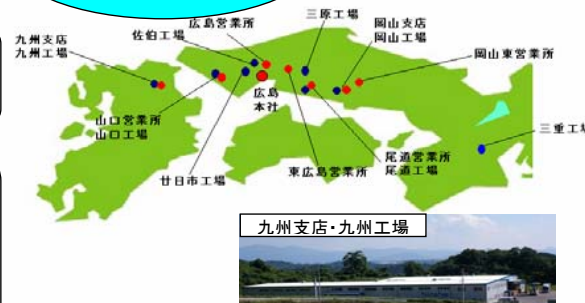 広島営業所
佐伯工場
三原工場
岡山支店
岡山工場
九州支店
九州工場
岡山東営業所
広島
本社
山口営業所
山口工場
三重工場
廿日市工場
東広島営業所
尾道営業所
尾道工場
九州支店・九州工場